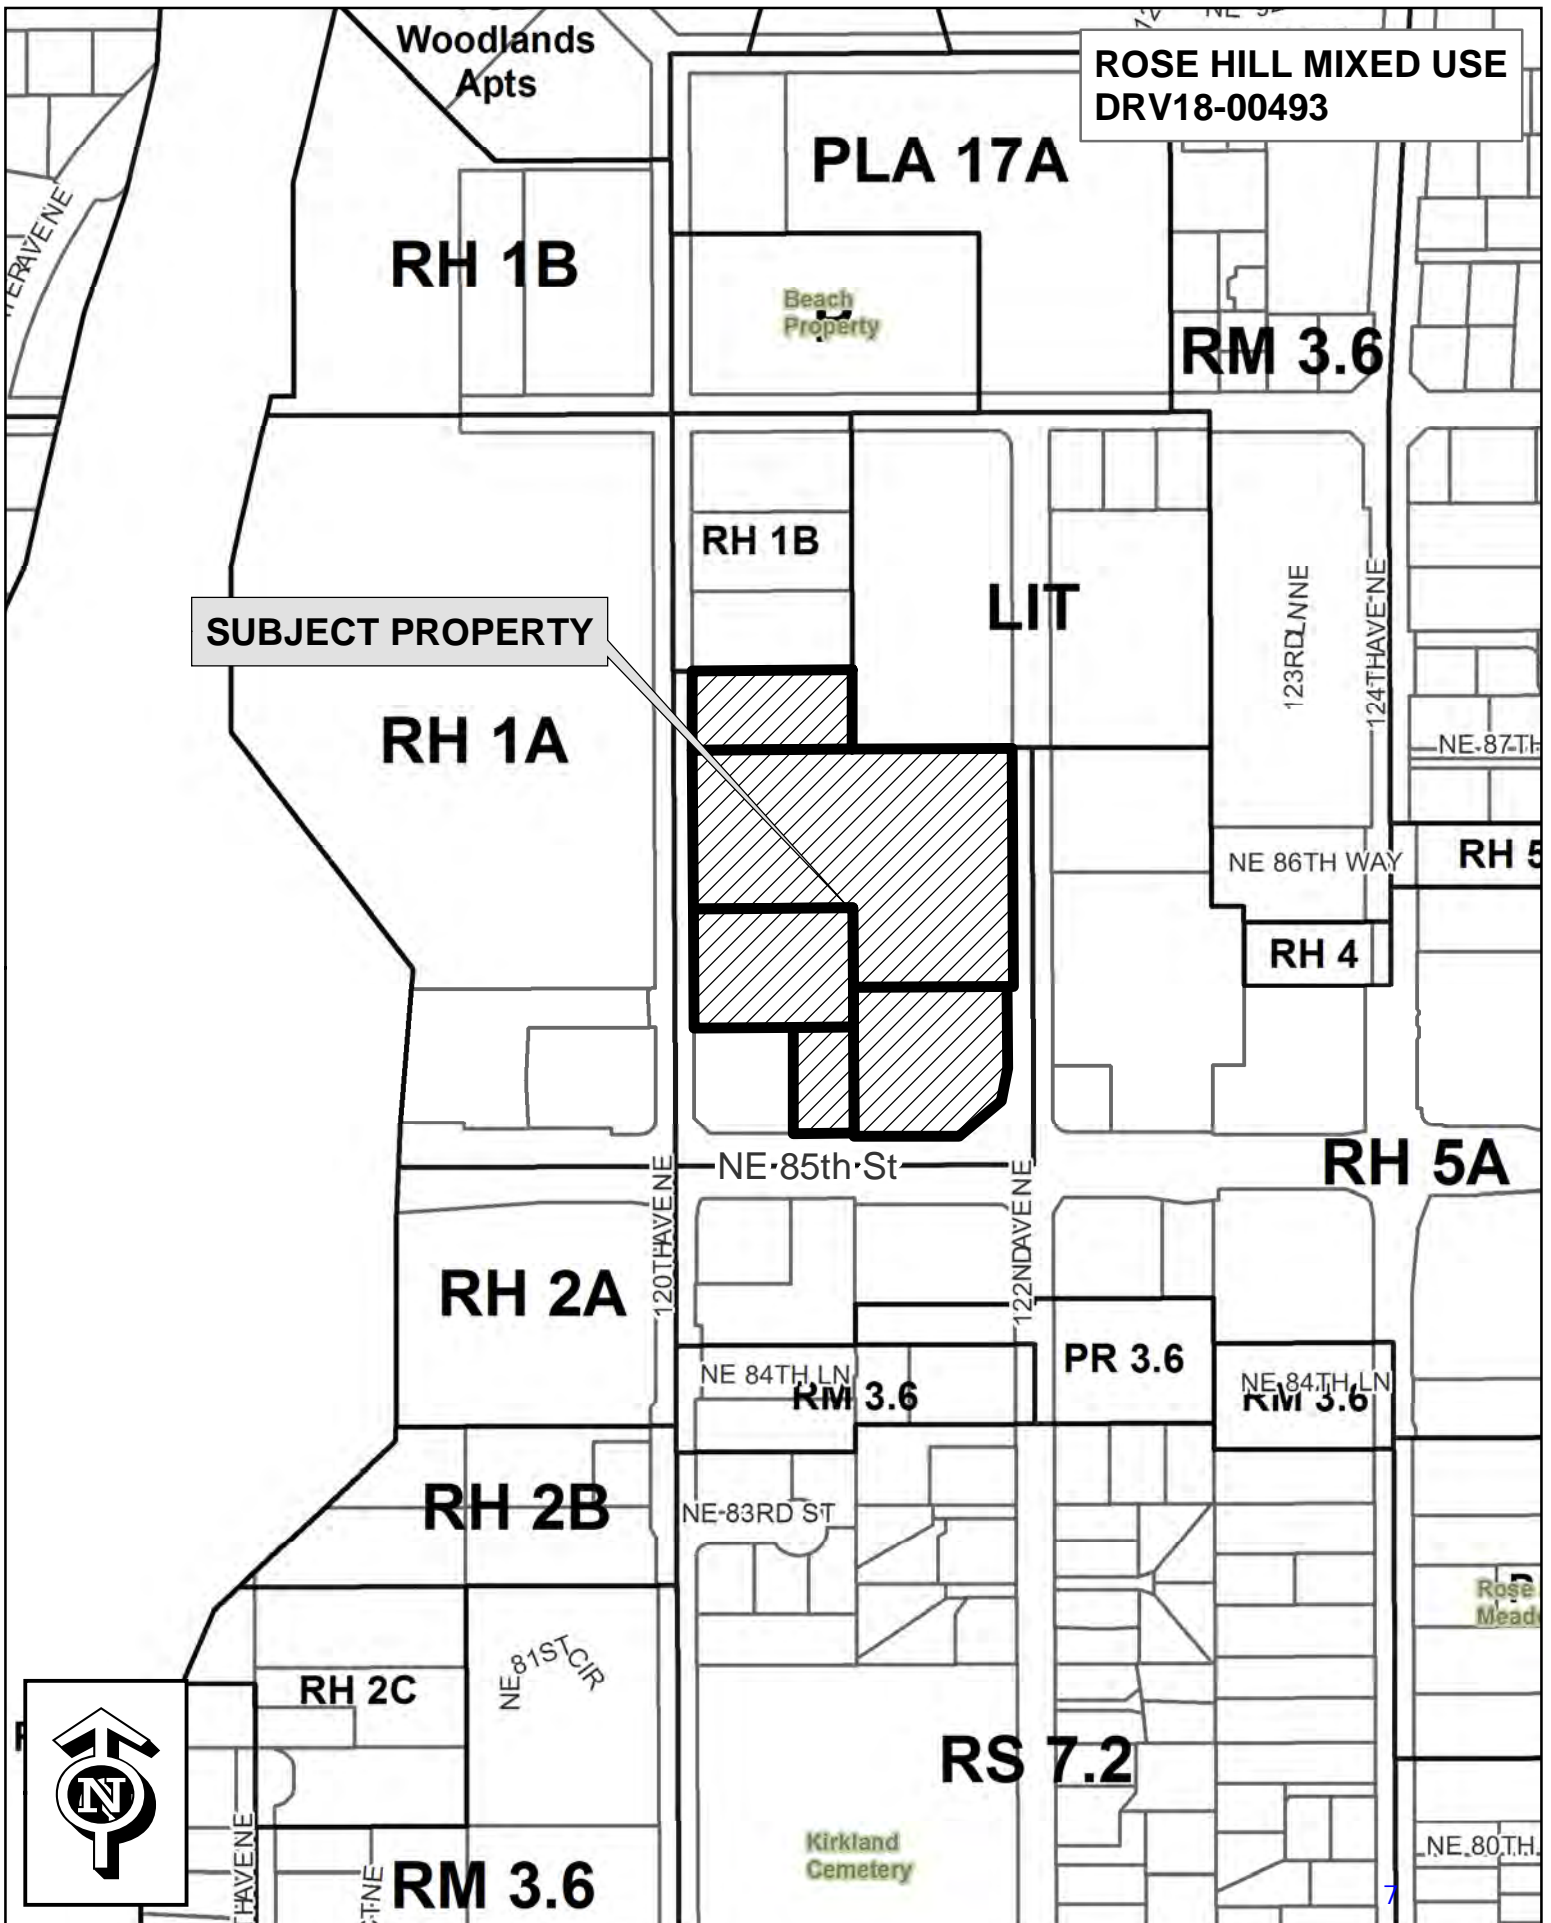 Woodlands
Apts
ROSE HILL MIXED USE
DRV18-00493
PLA 17A
RH 1B
Beach
Property
RM 3.6
RH 1B
LIT
123RD LN NE
124TH AVE NE
SUBJECT PROPERTY
RH 1A
NE 87TH
NE 86TH WAY
RH 5
RH 4
NE 85th St
RH 5A
120TH AVE NE
122ND AVE NE
RH 2A
NE 84TH LN
RM 3.6
PR 3.6
NE 84TH LN
RM 3.6
RH 2B
NE 83RD ST
Rose
NE 81ST CIR
RH 2C
RS 7.2
N
Kirkland
Cemetery
NE 80TH
RM 3.6
7